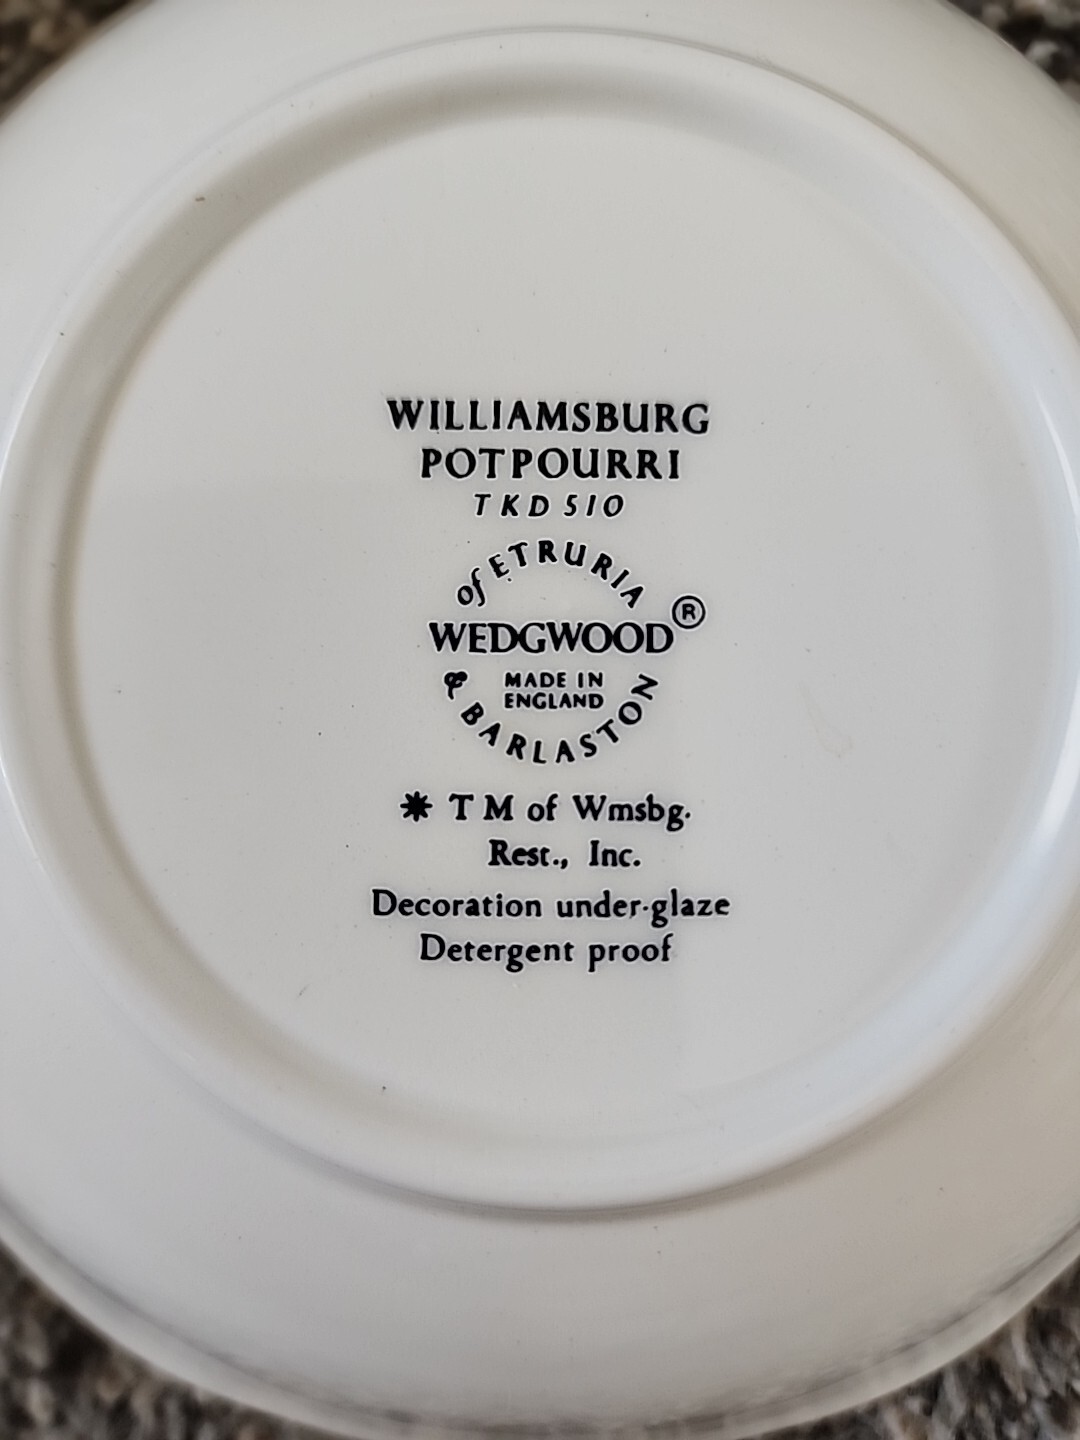 WILLIAMSBURG
POTPOURRI
TKD 510
of ETRURIA
WEDGWOOD®
MADE IN
ENGLAND
& BARLASTON
✷ TM of Wmsbg.
Rest., Inc.
Decoration under-glaze
Detergent proof